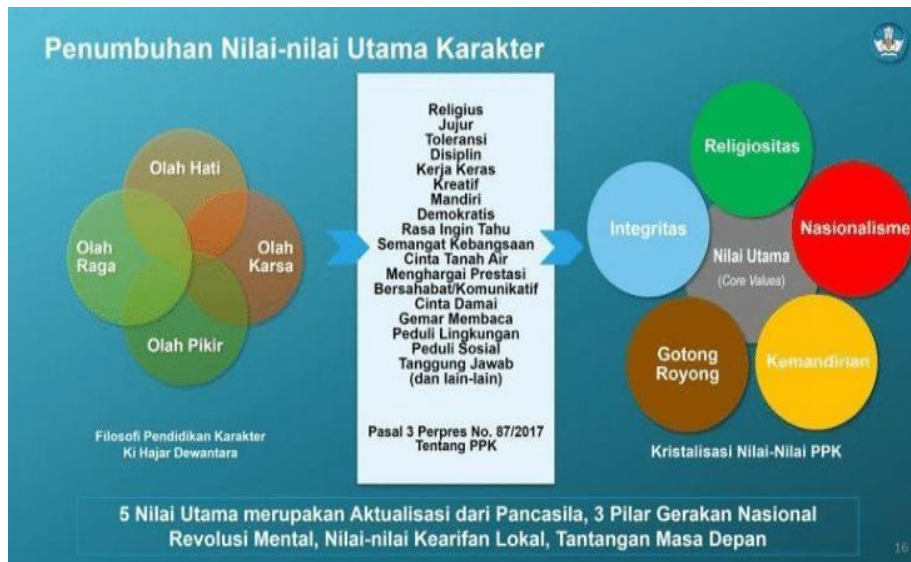 Penumbuhan Nilai-nilai Utama Karakter
Olah Hati
Olah
Raga
Olah
Karsa
Olah Pikir
Filosofi Pendidikan Karakter
Ki Hajar Dewantara
Religius
Jujur
Toleransi
Disiplin
Kerja Keras
Kreatif
Mandiri
Demokratis
Rasa Ingin Tahu
Semangat Kebangsaan
Cinta Tanah Air
Menghargai Prestasi
Bersahabat/Komunikatif
Cinta Damai
Gemar Membaca
Peduli Lingkungan
Peduli Sosial
Tanggung Jawab
(dan lain-lain)
Pasal 3 Perpres No. 87/2017
Tentang PPK
Religiositas
Integritas
Nasionalisme
Nilai Utama
(Core Values)
Gotong
Royong
Kemandirian
Kristalisasi Nilai-Nilai PPK
5 Nilai Utama merupakan Aktualisasi dari Pancasila, 3 Pilar Gerakan Nasional
Revolusi Mental, Nilai-nilai Kearifan Lokal, Tantangan Masa Depan
16